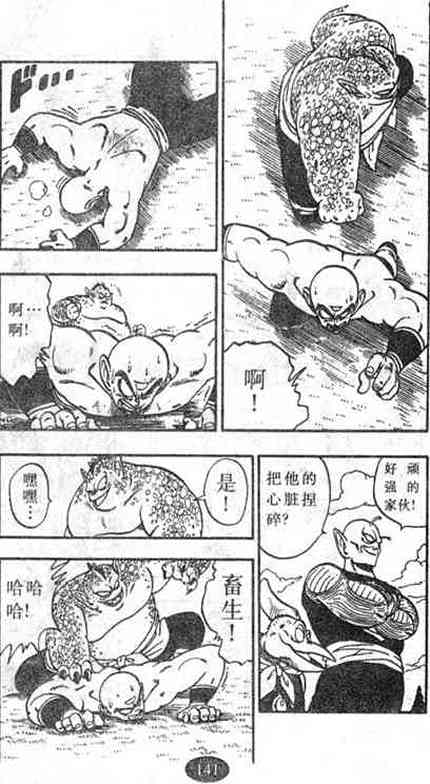 啊！
ド…
啊…
啊！
好顽
强的
家伙！
把他的
心脏捏
碎？
是！
嘿
嘿
…
畜生！
哈哈
哈！
141